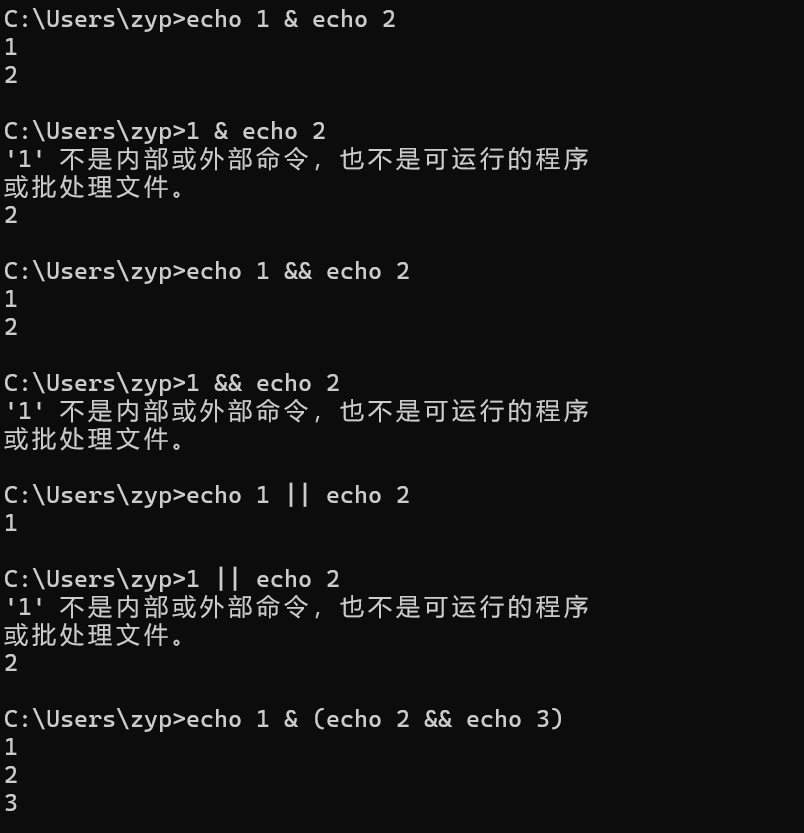 C:\Users\zyp>echo 1 & echo 2
1
2
C:\Users\zyp>1 & echo 2
'1' 不是内部或外部命令，也不是可运行的程序
或批处理文件。
2
C:\Users\zyp>echo 1 && echo 2
1
2
C:\Users\zyp>1 && echo 2
'1' 不是内部或外部命令，也不是可运行的程序
或批处理文件。
C:\Users\zyp>echo 1 || echo 2
1
C:\Users\zyp>1 || echo 2
'1' 不是内部或外部命令，也不是可运行的程序
或批处理文件。
2
C:\Users\zyp>echo 1 & (echo 2 && echo 3)
1
2
3